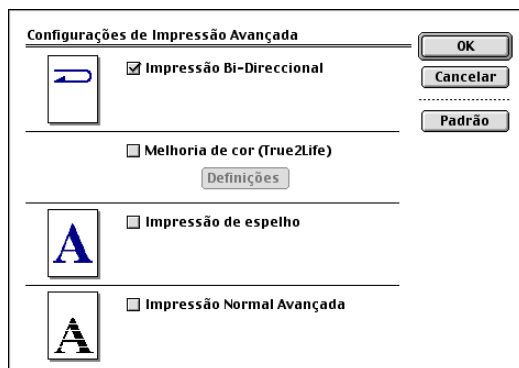 Configurações de Impressão Avançada
OK
Impressão Bi-Direccional
Cancelar
Padrão
Melhoria de cor (True2Life)
Definições
A
Impressão de espelho
A
Impressão Normal Avançada